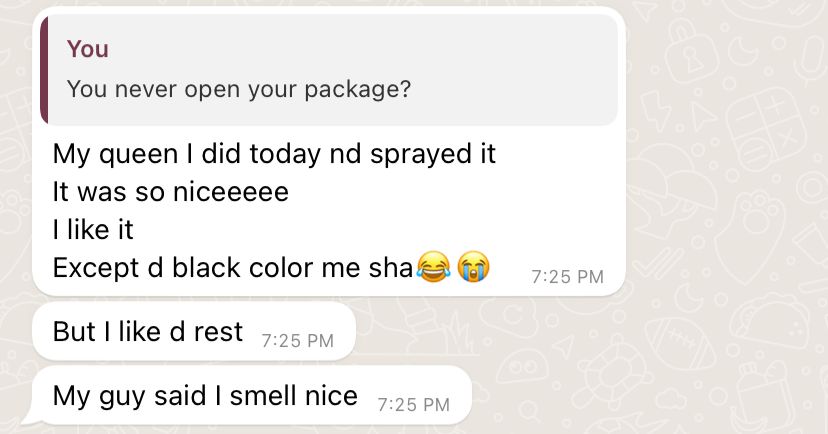 You
You never open your package?
My queen I did today nd sprayed it
It was so niceeeee
I like it
Except d black color me sha😂😭 7:25 PM
But I like d rest 7:25 PM
My guy said I smell nice 7:25 PM